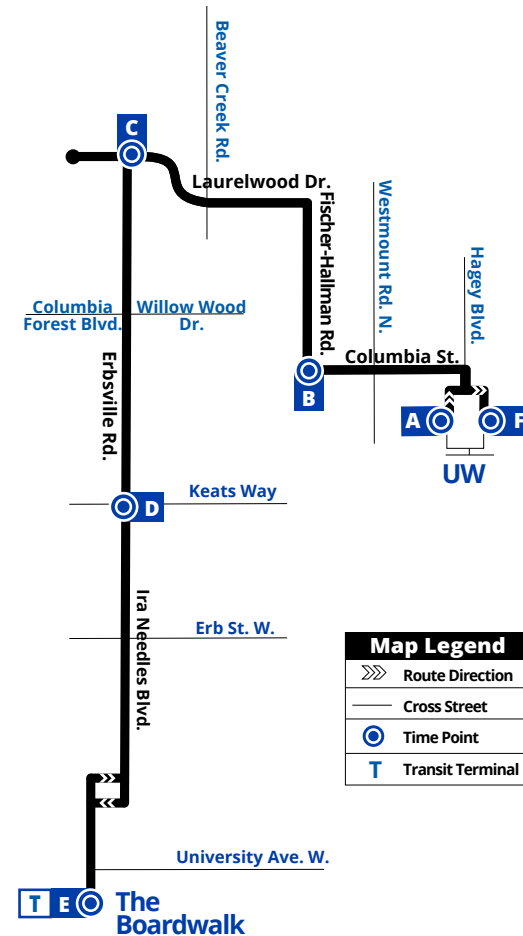 Beaver Creek Rd.
C
Laurelwood Dr.
Fischer-Hallman Rd.
Westmount Rd. N.
Hagey Blvd.
Columbia
Forest Blvd.
Willow Wood
Dr.
Columbia St.
Erbsville Rd.
B
A
F
UW
Keats Way
D
Ira Needles Blvd.
Erb St. W.
Map Legend
Route Direction
Cross Street
Time Point
T Transit Terminal
University Ave. W.
T E The
Boardwalk